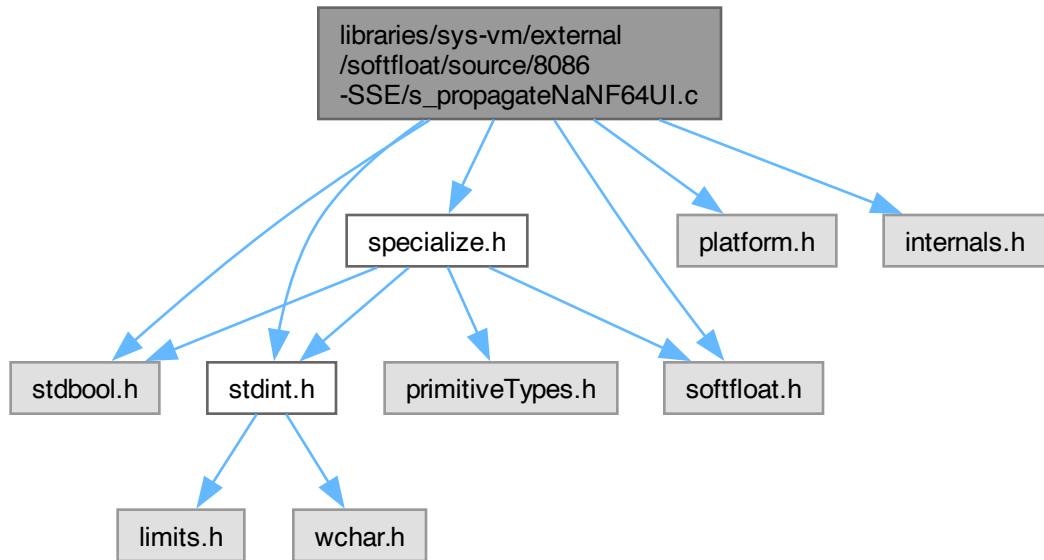 libraries/sys-vm/external
/softfloat/source/8086
-SSE/s_propagateNaNF64UI.c
specialize.h
platform.h
internals.h
stdbool.h
stdint.h
primitiveTypes.h
softfloat.h
limits.h
wchar.h